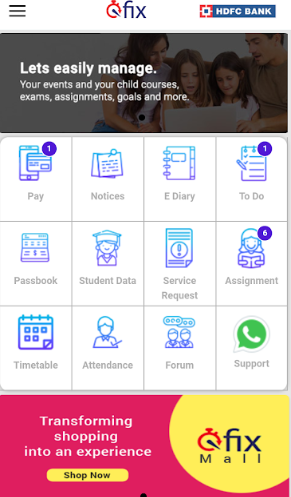 Qfix
HDFC BANK
Lets easily manage.
Your events and your child courses,
exams, assignments, goals and more.
1
1
Pay
Notices
E Diary
To Do
6
Passbook
Student Data
Service
Request
Assignment
Timetable
Attendance
Forum
Support
Transforming
shopping
into an experience
Shop Now
Qfix
Mall